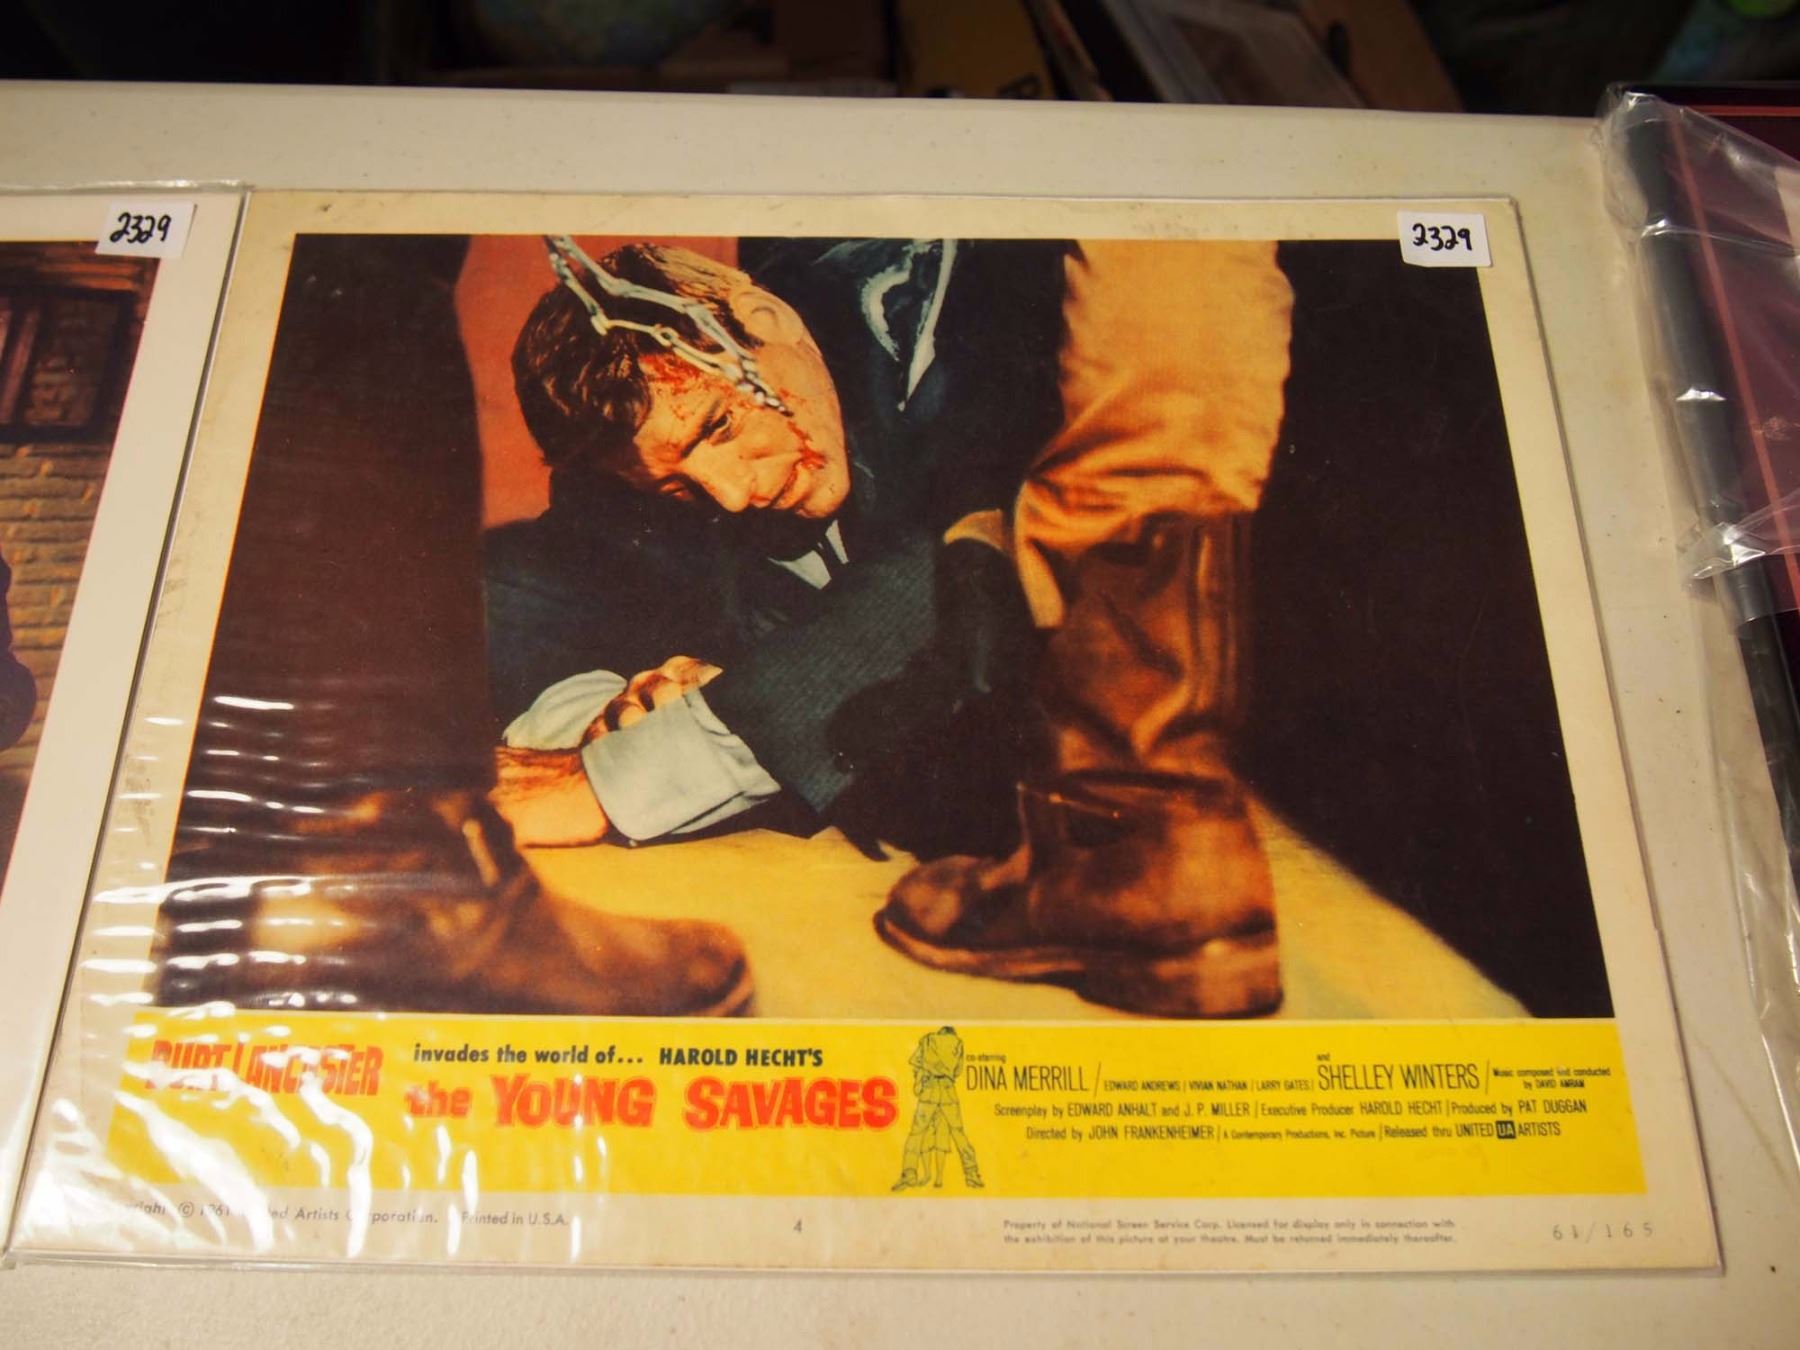 2329
2329
BURT LANCASTER
invades the world of... HAROLD HECHT'S
the YOUNG SAVAGES
co-starring
DINA MERRILL / EDWARD ANDREWS / VIVIAN NATHAN / LARRY GATES / and SHELLEY WINTERS / Music composed and conducted by DAVID AMRAM
Screenplay by EDWARD ANHALT and J. P. MILLER / Executive Producer HAROLD HECHT / Produced by PAT DUGGAN
Directed by JOHN FRANKENHEIMER / A Contemporary Productions, Inc. Picture / Released thru UNITED UA ARTISTS
© 1961 Artists Corporation. Printed in U.S.A.
4
Property of National Screen Service Corp. Licensed for display only in connection with
the exhibition of this picture at your theatre. Must be returned immediately thereafter.
61/165